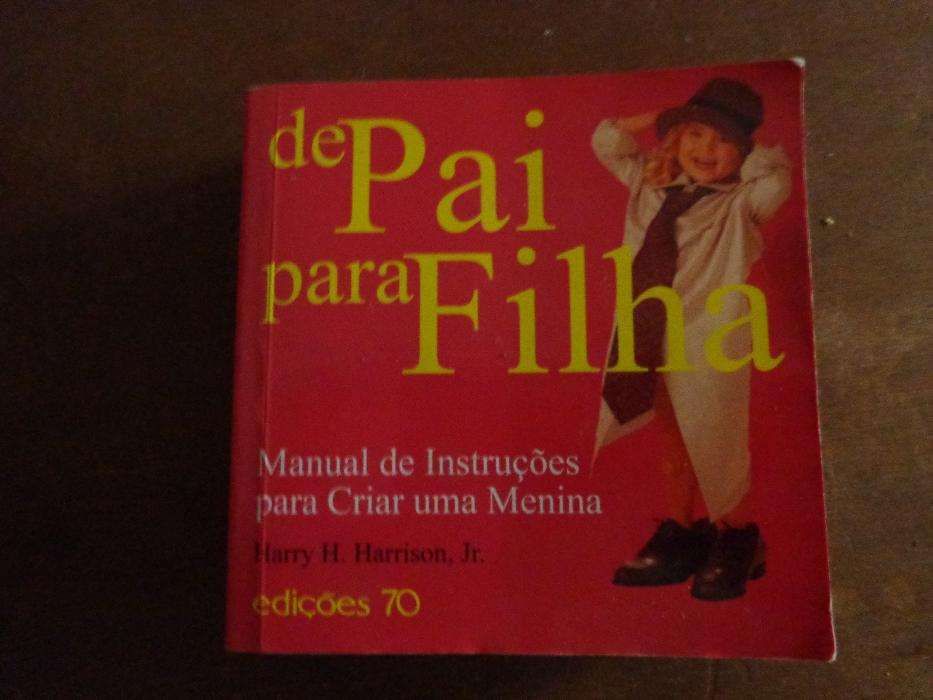 de Pai
para Filha
Manual de Instruções
para Criar uma Menina
Harry H. Harrison, Jr.
edições 70